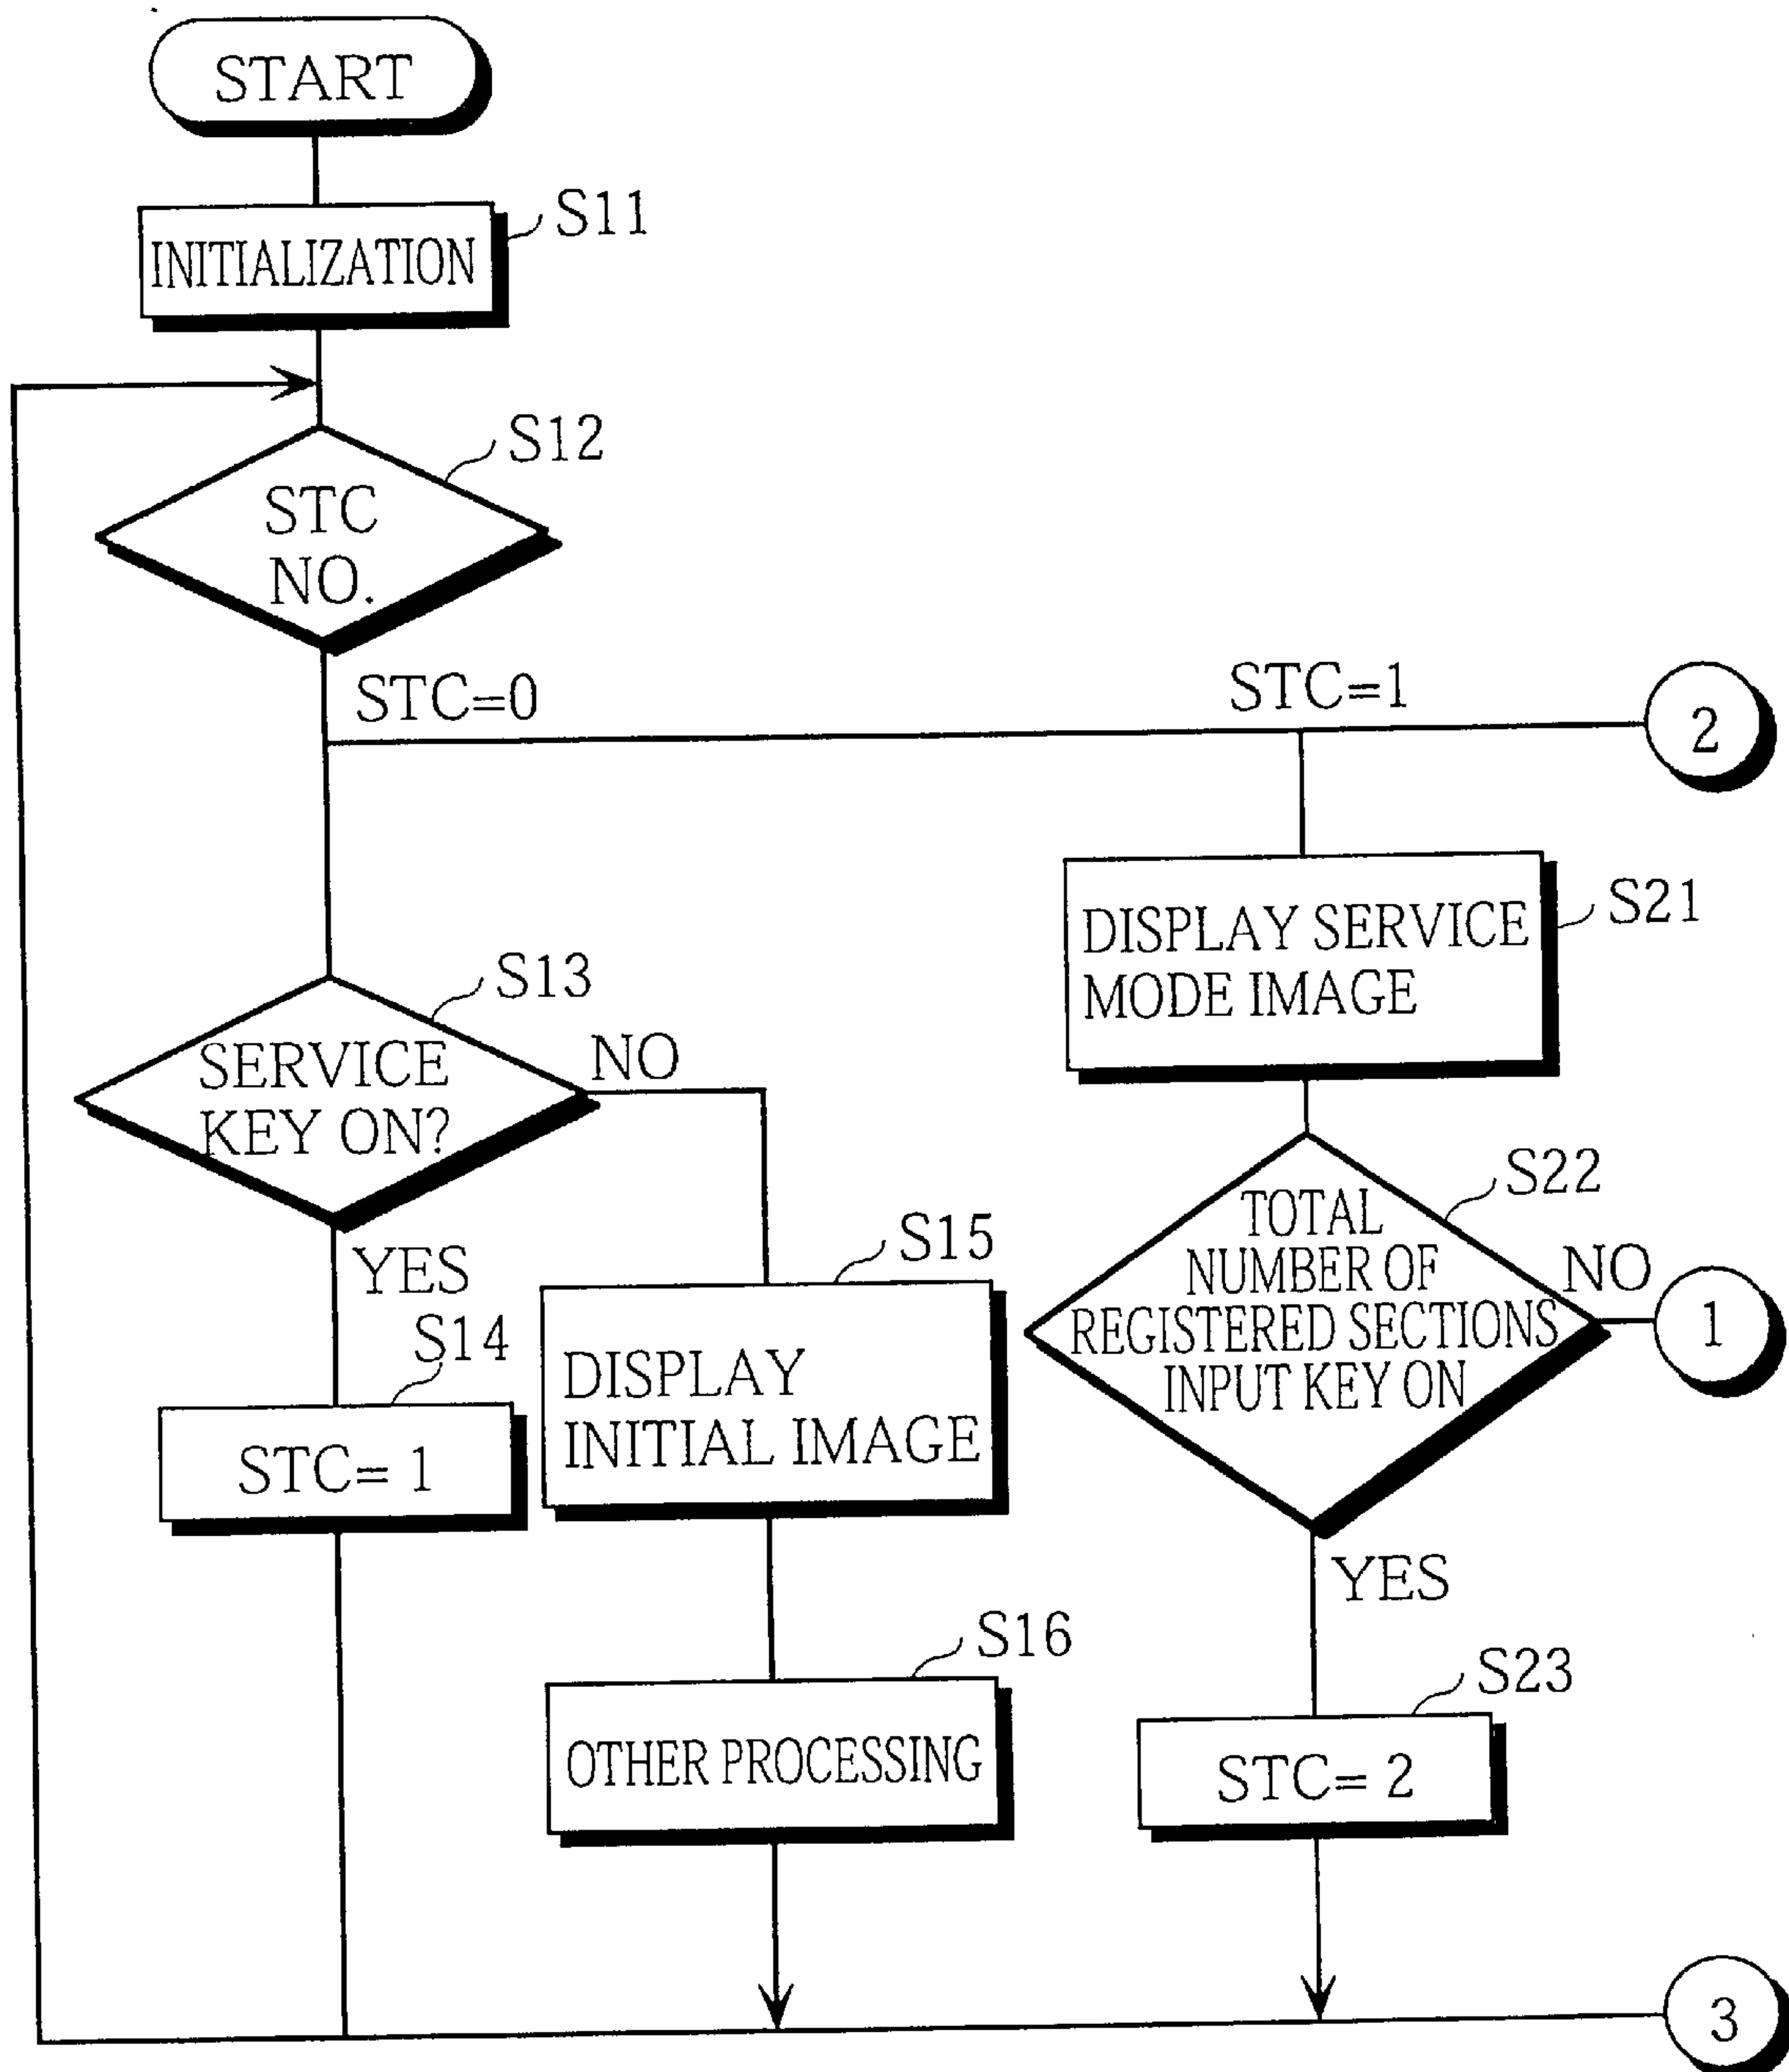 START
S11
INITIALIZATION
S12
STC
NO.
STC=0
STC=1
2
S13
SERVICE
KEY ON?
NO
YES
S14
STC= 1
S15
DISPLAY
INITIAL IMAGE
S16
OTHER PROCESSING
S21
DISPLAY SERVICE
MODE IMAGE
S22
TOTAL
NUMBER OF
REGISTERED SECTIONS
INPUT KEY ON
NO
1
YES
S23
STC= 2
3